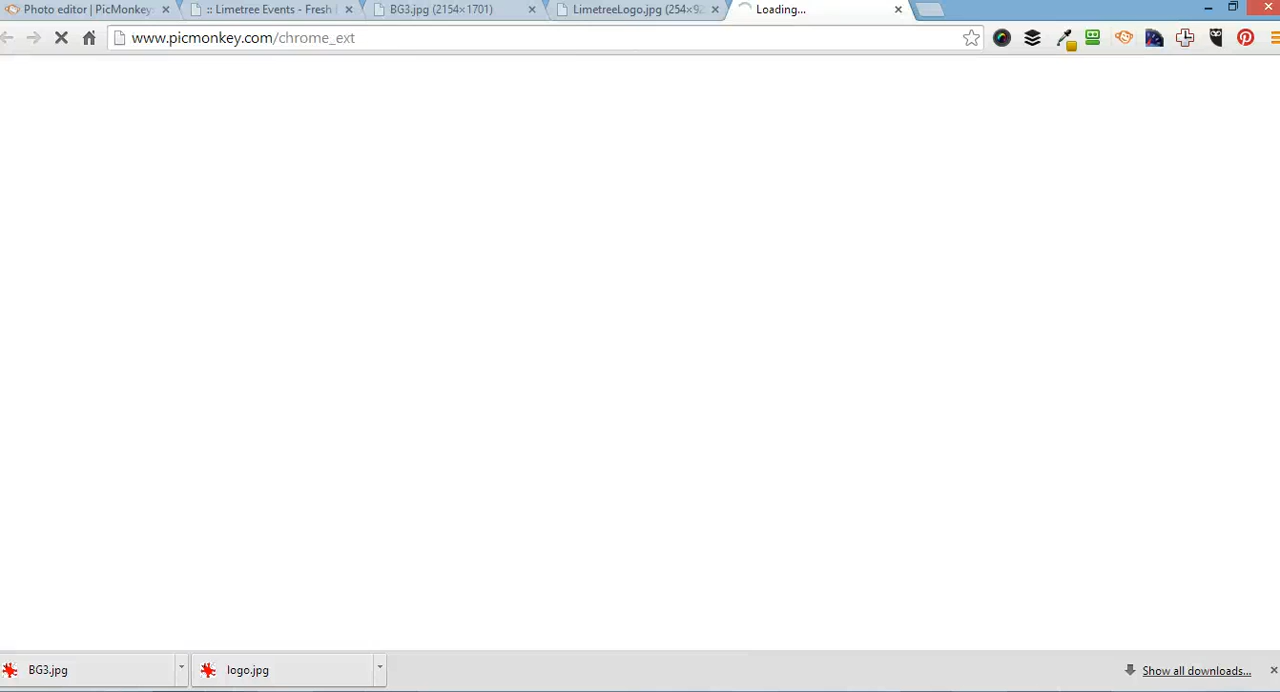 Photo editor | PicMonkey :: Limetree Events - Fresh BG3.jpg (2154×1701) LimetreeLogo.jpg (254×92 Loading...
www.picmonkey.com/chrome_ext
BG3.jpg logo.jpg Show all downloads...